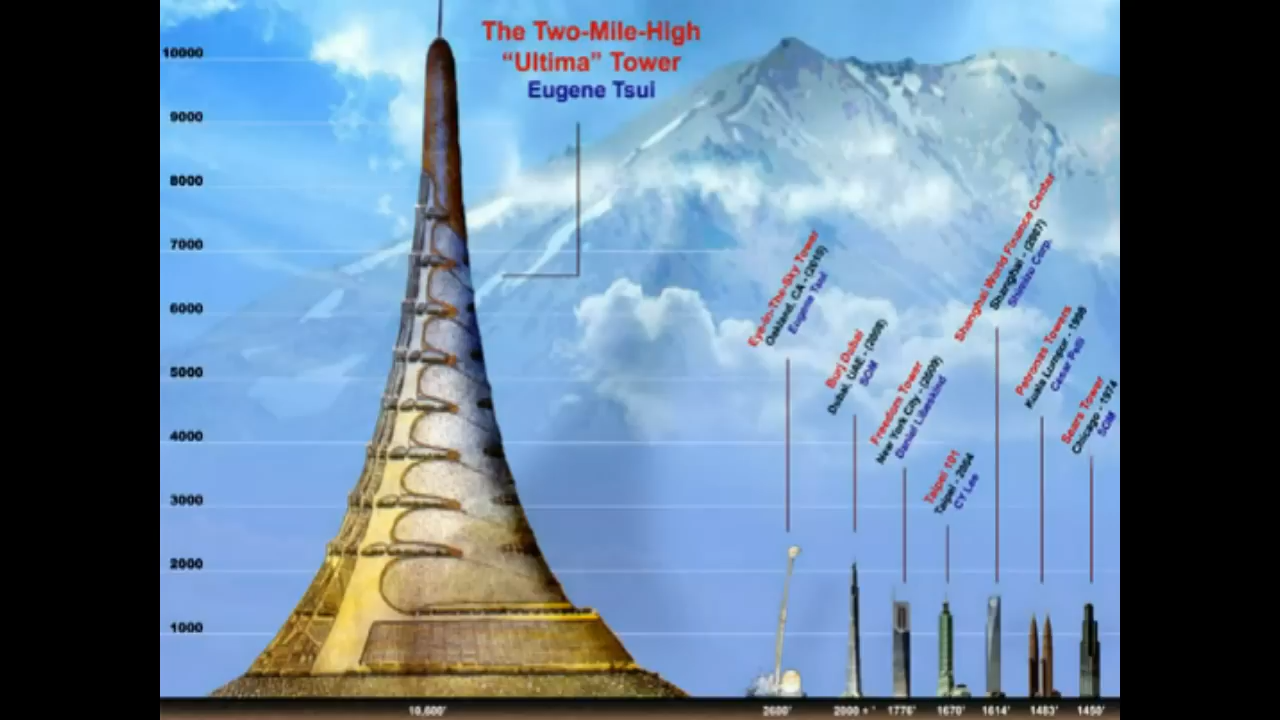 The Two-Mile-High
“Ultima” Tower
Eugene Tsui
10000
9000
8000
7000
6000
5000
4000
3000
2000
1000
Eye-In-The-Sky Tower
Oakland, CA - (2010)
Eugene Tsui
Burj Dubai
Dubai, UAE - (2008)
SOM
Freedom Tower
New York City - (2009)
Daniel Libeskind
Taipei 101
Taipei - 2004
CY Lee
Shanghai World Finance Center
Shanghai - (2007)
Shimizu Corp.
Petronas Towers
Kuala Lumpur - 1998
Cesar Pelli
Sears Tower
Chicago - 1974
SOM
10,600'
2600'
2000 + '
1776'
1670'
1614'
1483'
1450'